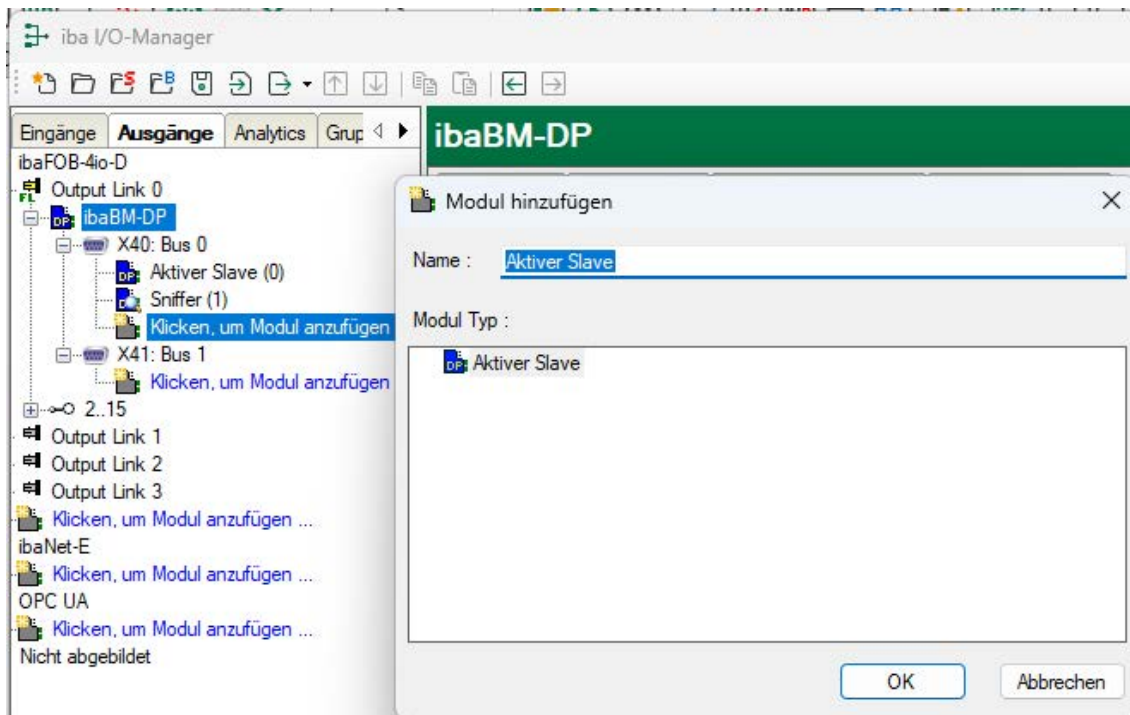 iba I/O-Manager
Eingänge Ausgänge Analytics Grup
ibaBM-DP
ibaFOB-4io-D
Output Link 0
ibaBM-DP
X40: Bus 0
Aktiver Slave (0)
Sniffer (1)
Klicken, um Modul anzufügen
X41: Bus 1
Klicken, um Modul anzufügen
2..15
Output Link 1
Output Link 2
Output Link 3
Klicken, um Modul anzufügen ...
ibaNet-E
Klicken, um Modul anzufügen ...
OPC UA
Klicken, um Modul anzufügen ...
Nicht abgebildet
Modul hinzufügen
Name : Aktiver Slave
Modul Typ :
DP Aktiver Slave
OK Abbrechen